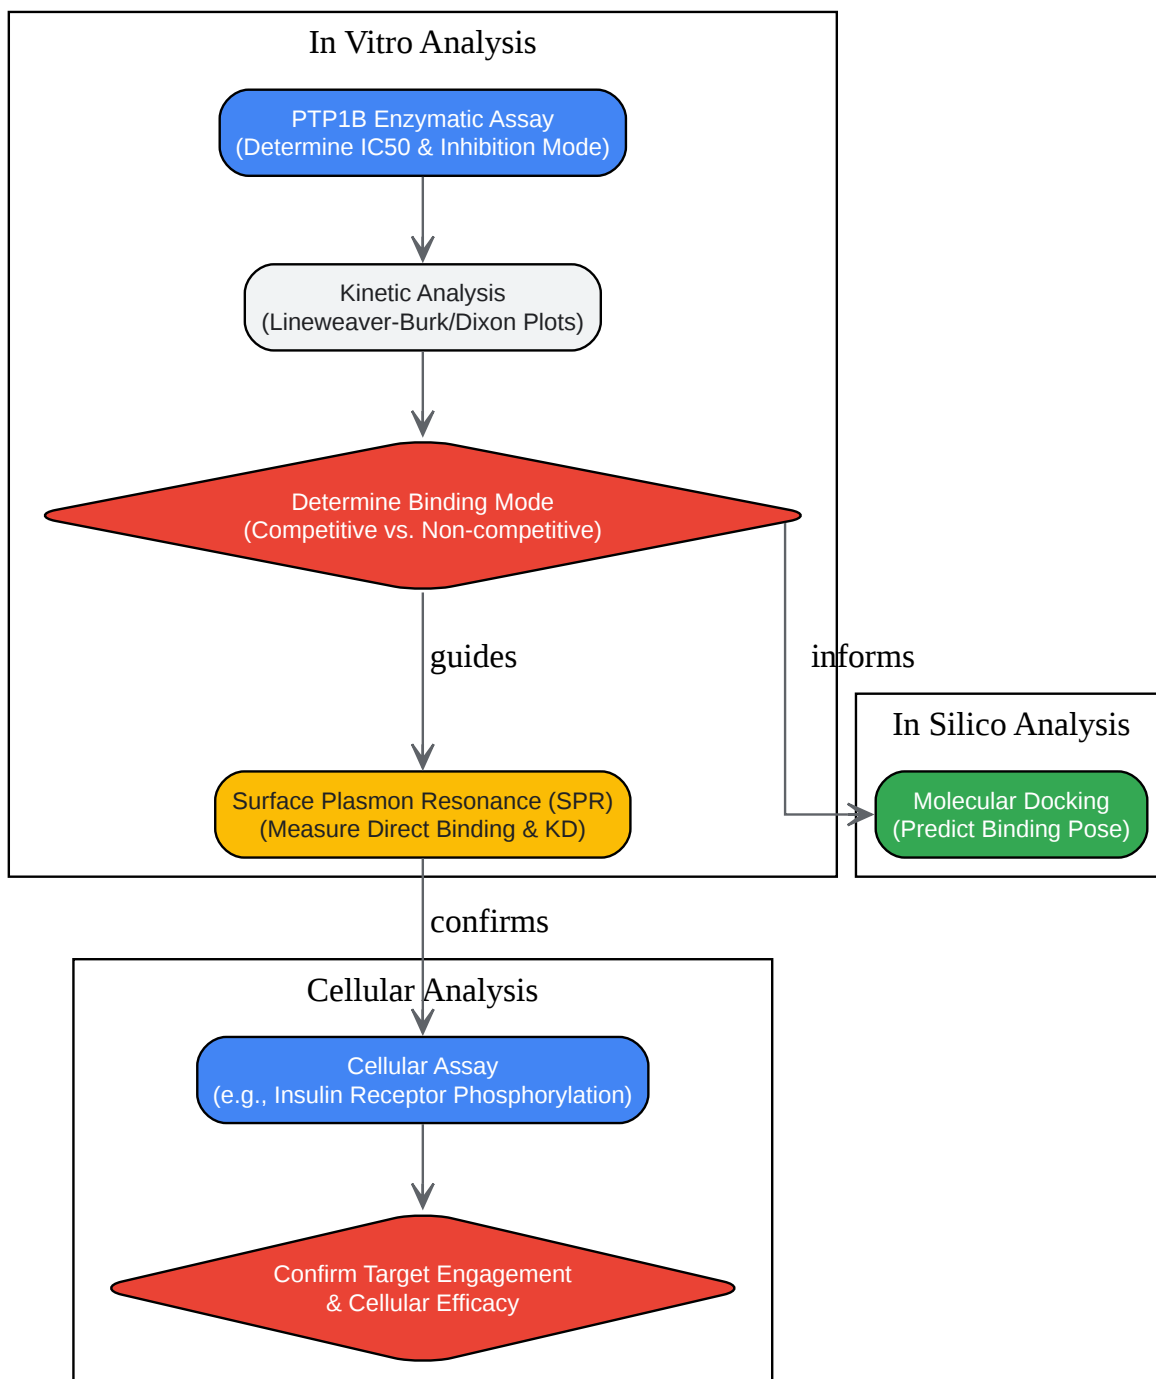 In Vitro Analysis
PTP1B Enzymatic Assay
(Determine IC50 & Inhibition Mode)
Kinetic Analysis
(Lineweaver-Burk/Dixon Plots)
Determine Binding Mode
(Competitive vs. Non-competitive)
guides
informs
In Silico Analysis
Surface Plasmon Resonance (SPR)
(Measure Direct Binding & KD)
Molecular Docking
(Predict Binding Pose)
confirms
Cellular Analysis
Cellular Assay
(e.g., Insulin Receptor Phosphorylation)
Confirm Target Engagement
& Cellular Efficacy